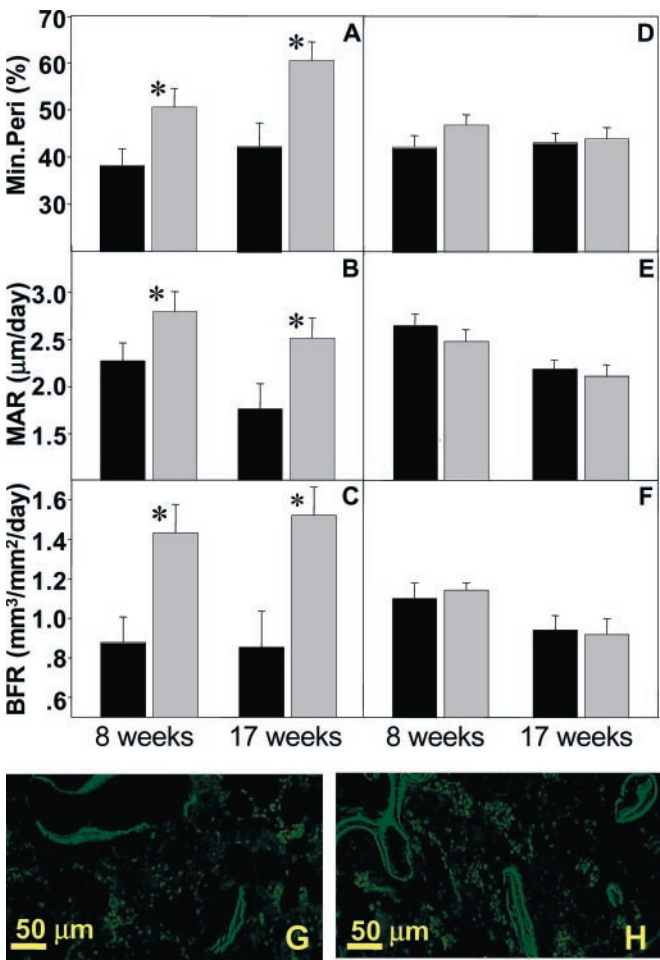 70
60
50
40
30
Min.Peri (%)
A
*
*
D
3.0
2.5
2.0
1.5
MAR (µm/day)
B
*
*
E
1.6
1.4
1.2
1.0
.8
.6
BFR (mm³/mm²/day)
C
*
*
F
8 weeks 17 weeks 8 weeks 17 weeks
50 µm G
50 µm H